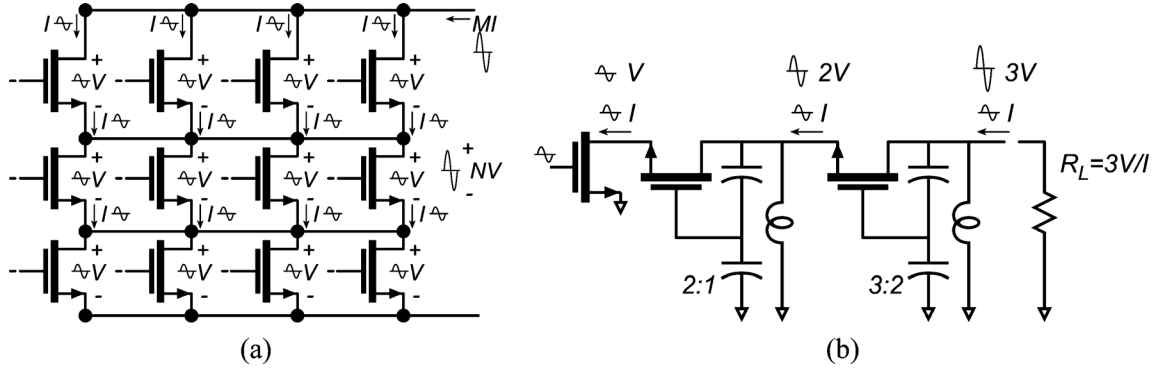 I I I I MI
+ + + +
V V V V
- - - -
I I I I
+ + + +
V V V V
- - - -
+
NV
-
I I I I
+ + + +
V V V V
- - - -
(a)
V 2V 3V
I I I
R_L=3V/I
2:1 3:2
(b)